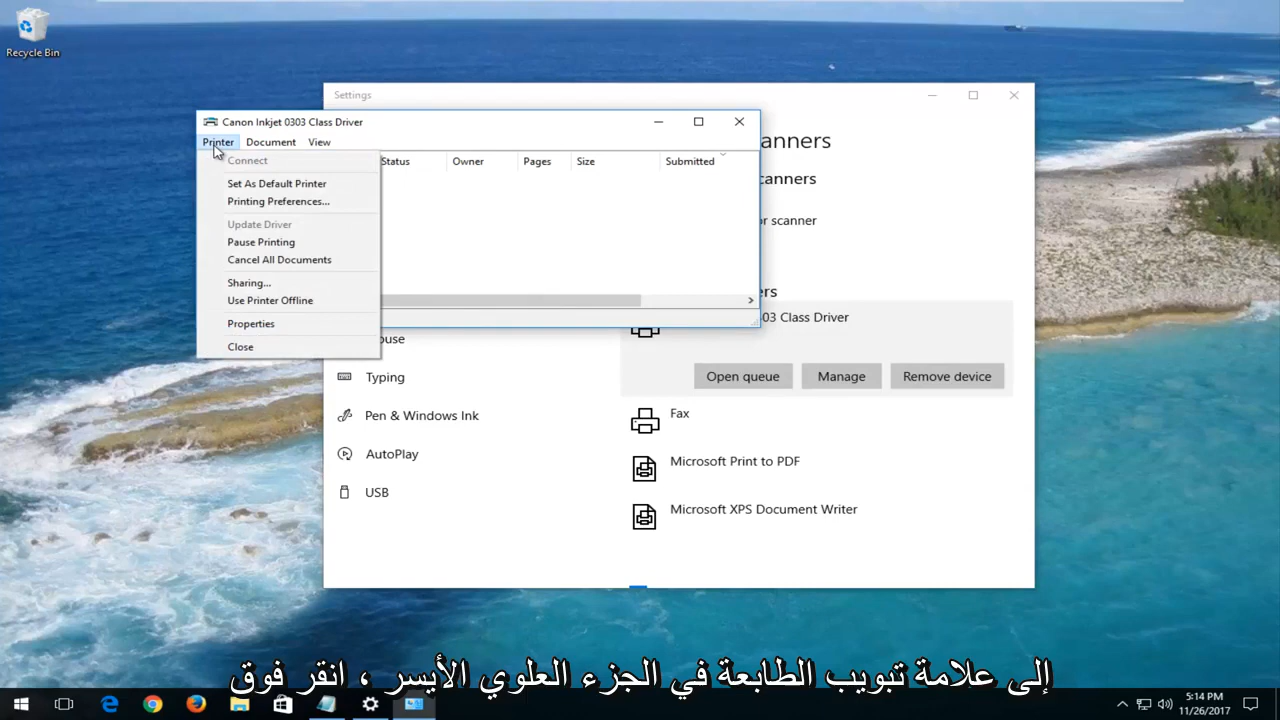 Recycle Bin
Settings
Canon Inkjet 0303 Class Driver
Printer Document View
Status Owner Pages Size Submitted
Connect
Set As Default Printer
Printing Preferences...
Update Driver
Pause Printing
Cancel All Documents
Sharing...
Use Printer Offline
Properties
Close
anners
canners
or scanner
ers
03 Class Driver
Open queue Manage Remove device
Fax
Microsoft Print to PDF
Microsoft XPS Document Writer
ouse
Typing
Pen & Windows Ink
AutoPlay
USB
إلى علامة تبويب الطابعة في الجزء العلوي الأيسر ، انقر فوق
5:14 PM
11/26/2017